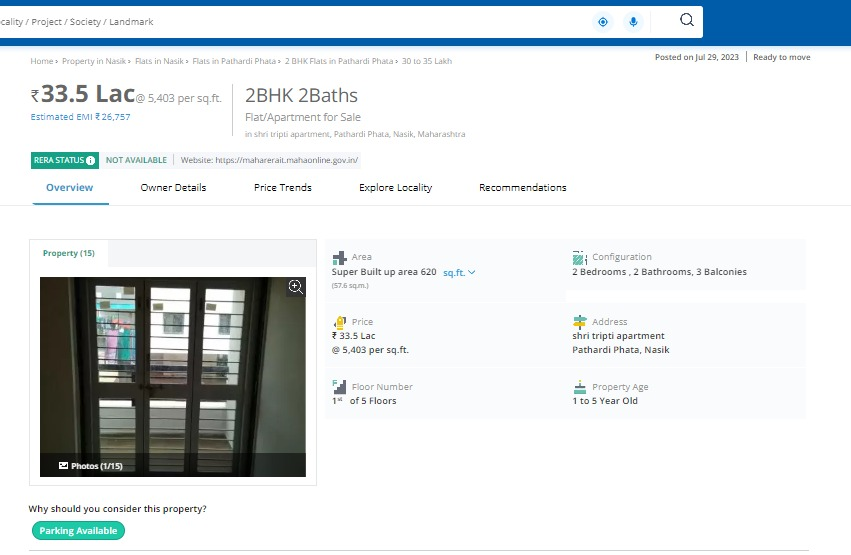 cality / Project / Society / Landmark
Home › Property in Nasik › Flats in Nasik › Flats in Pathardi Phata › 2 BHK Flats in Pathardi Phata › 30 to 35 Lakh
Posted on Jul 29, 2023 | Ready to move
₹33.5 Lac @ 5,403 per sq.ft.
Estimated EMI ₹ 26,757
2BHK 2Baths
Flat/Apartment for Sale
in shri tripti apartment, Pathardi Phata, Nasik, Maharashtra
RERA STATUS i NOT AVAILABLE | Website: https://maharerait.mahaonline.gov.in/
Overview Owner Details Price Trends Explore Locality Recommendations
Property (15)
Photos (1/15)
Area
Super Built up area 620 sq.ft.
(57.6 sq.m.)
Configuration
2 Bedrooms , 2 Bathrooms, 3 Balconies
Price
₹ 33.5 Lac
@ 5,403 per sq.ft.
Address
shri tripti apartment
Pathardi Phata, Nasik
Floor Number
1st of 5 Floors
Property Age
1 to 5 Year Old
Why should you consider this property?
Parking Available